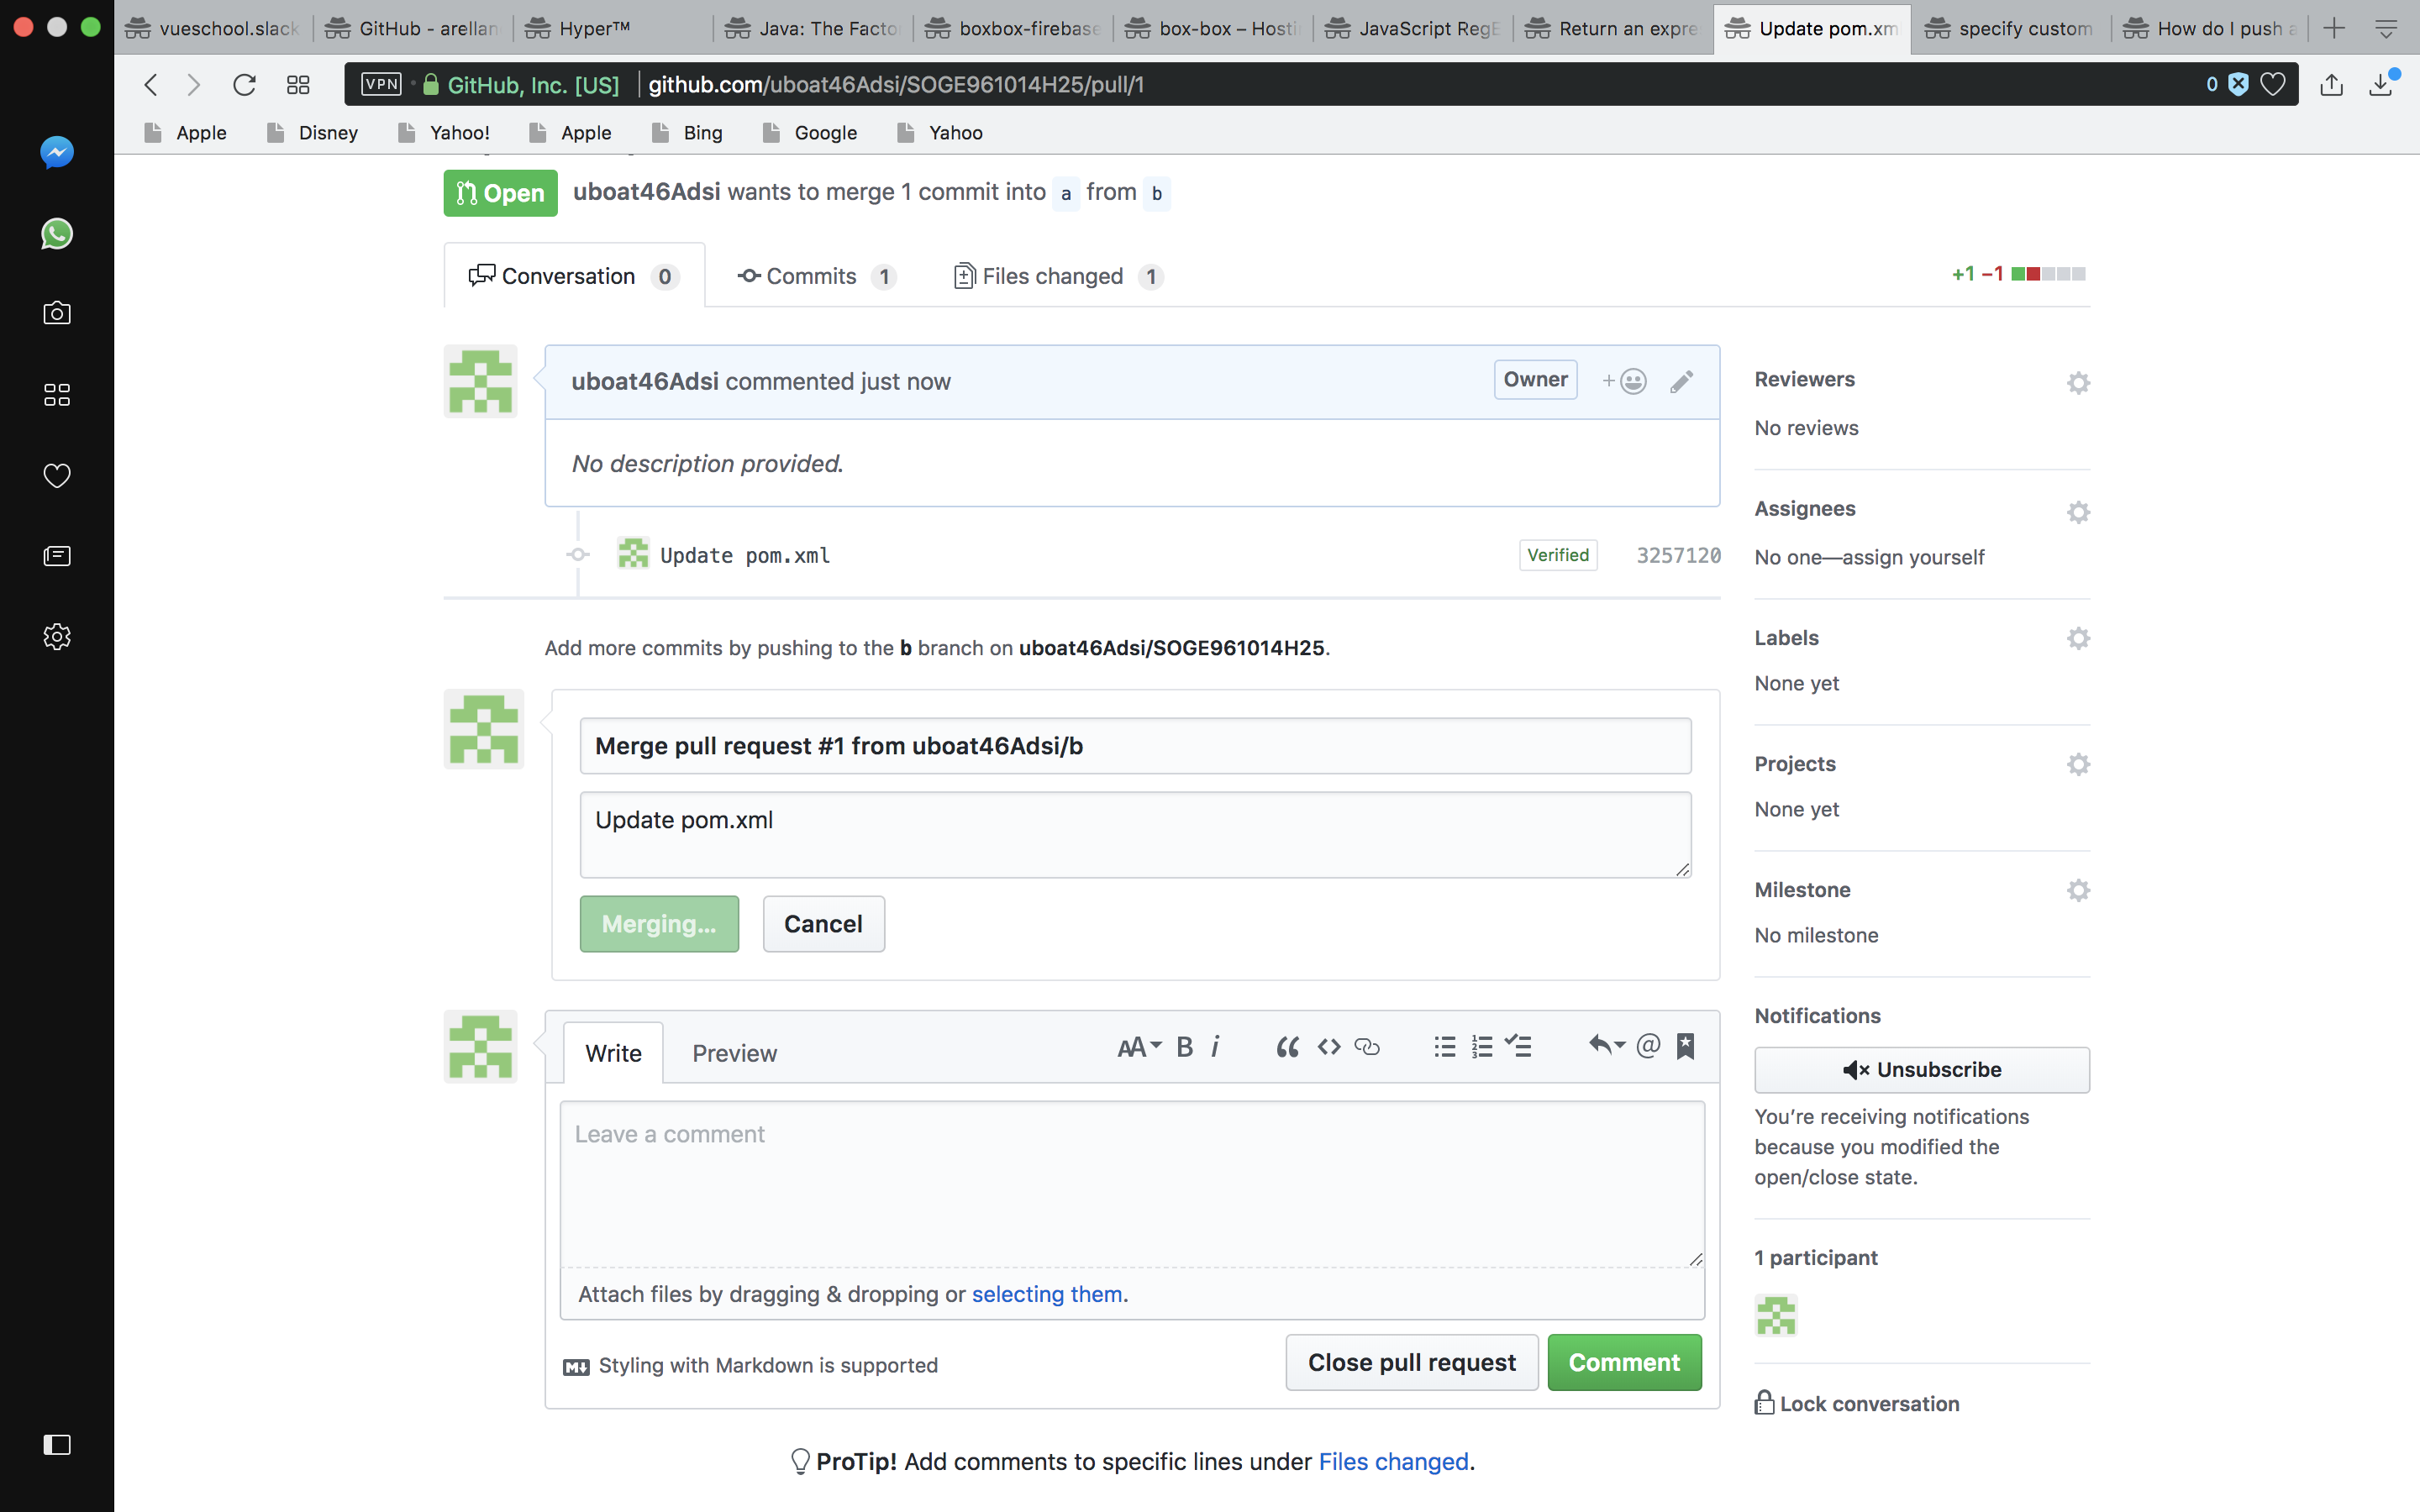 vueschool.slack
GitHub - arellan
Hyper™
Java: The Facto
boxbox-firebase
box-box – Hosti
JavaScript RegE
Return an expre
Update pom.xm
specify custom
How do I push a
VPN GitHub, Inc. [US] github.com/uboat46Adsi/SOGE961014H25/pull/1 0
Apple Disney Yahoo! Apple Bing Google Yahoo
Open uboat46Adsi wants to merge 1 commit into a from b
Conversation 0 Commits 1 Files changed 1 +1 −1
uboat46Adsi commented just now Owner
No description provided.
Update pom.xml Verified 3257120
Add more commits by pushing to the b branch on uboat46Adsi/SOGE961014H25.
Merge pull request #1 from uboat46Adsi/b
Update pom.xml
Merging... Cancel
Write Preview AA B i @
Leave a comment
Attach files by dragging & dropping or selecting them.
Styling with Markdown is supported
Close pull request Comment
ProTip! Add comments to specific lines under Files changed.
Reviewers
No reviews
Assignees
No one—assign yourself
Labels
None yet
Projects
None yet
Milestone
No milestone
Notifications
Unsubscribe
You’re receiving notifications
because you modified the
open/close state.
1 participant
Lock conversation